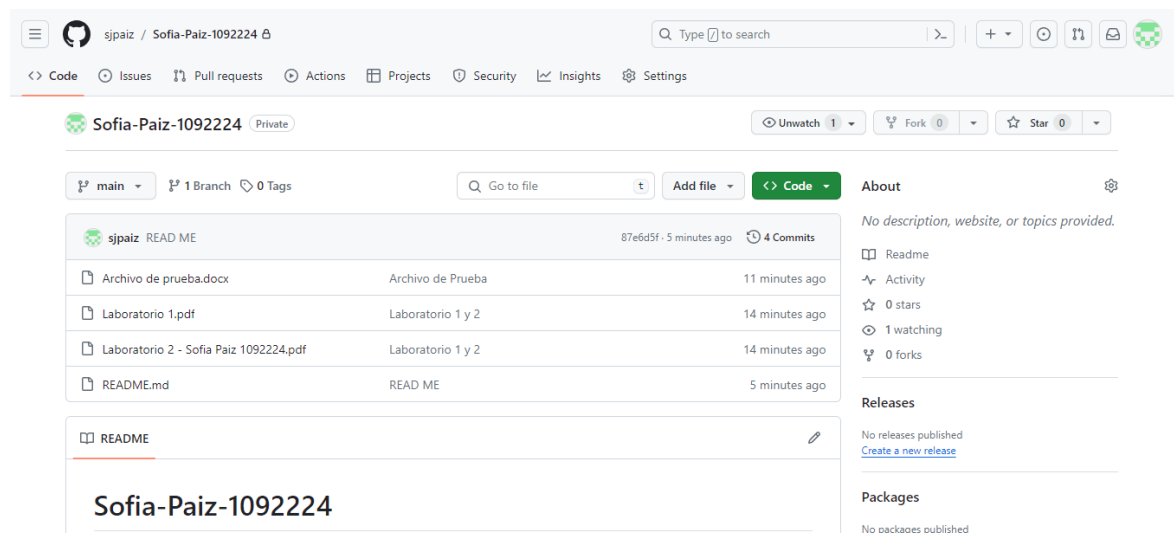 sjpaiz / Sofia-Paiz-1092224
Type / to search
Code Issues Pull requests Actions Projects Security Insights Settings
Sofia-Paiz-1092224 Private
Unwatch 1 Fork 0 Star 0
main 1 Branch 0 Tags Go to file t Add file Code
sjpaiz READ ME 87e6d5f · 5 minutes ago 4 Commits
Archivo de prueba.docx Archivo de Prueba 11 minutes ago
Laboratorio 1.pdf Laboratorio 1 y 2 14 minutes ago
Laboratorio 2 - Sofia Paiz 1092224.pdf Laboratorio 1 y 2 14 minutes ago
README.md READ ME 5 minutes ago
README
Sofia-Paiz-1092224
About
No description, website, or topics provided.
Readme
Activity
0 stars
1 watching
0 forks
Releases
No releases published
Create a new release
Packages
No packages published